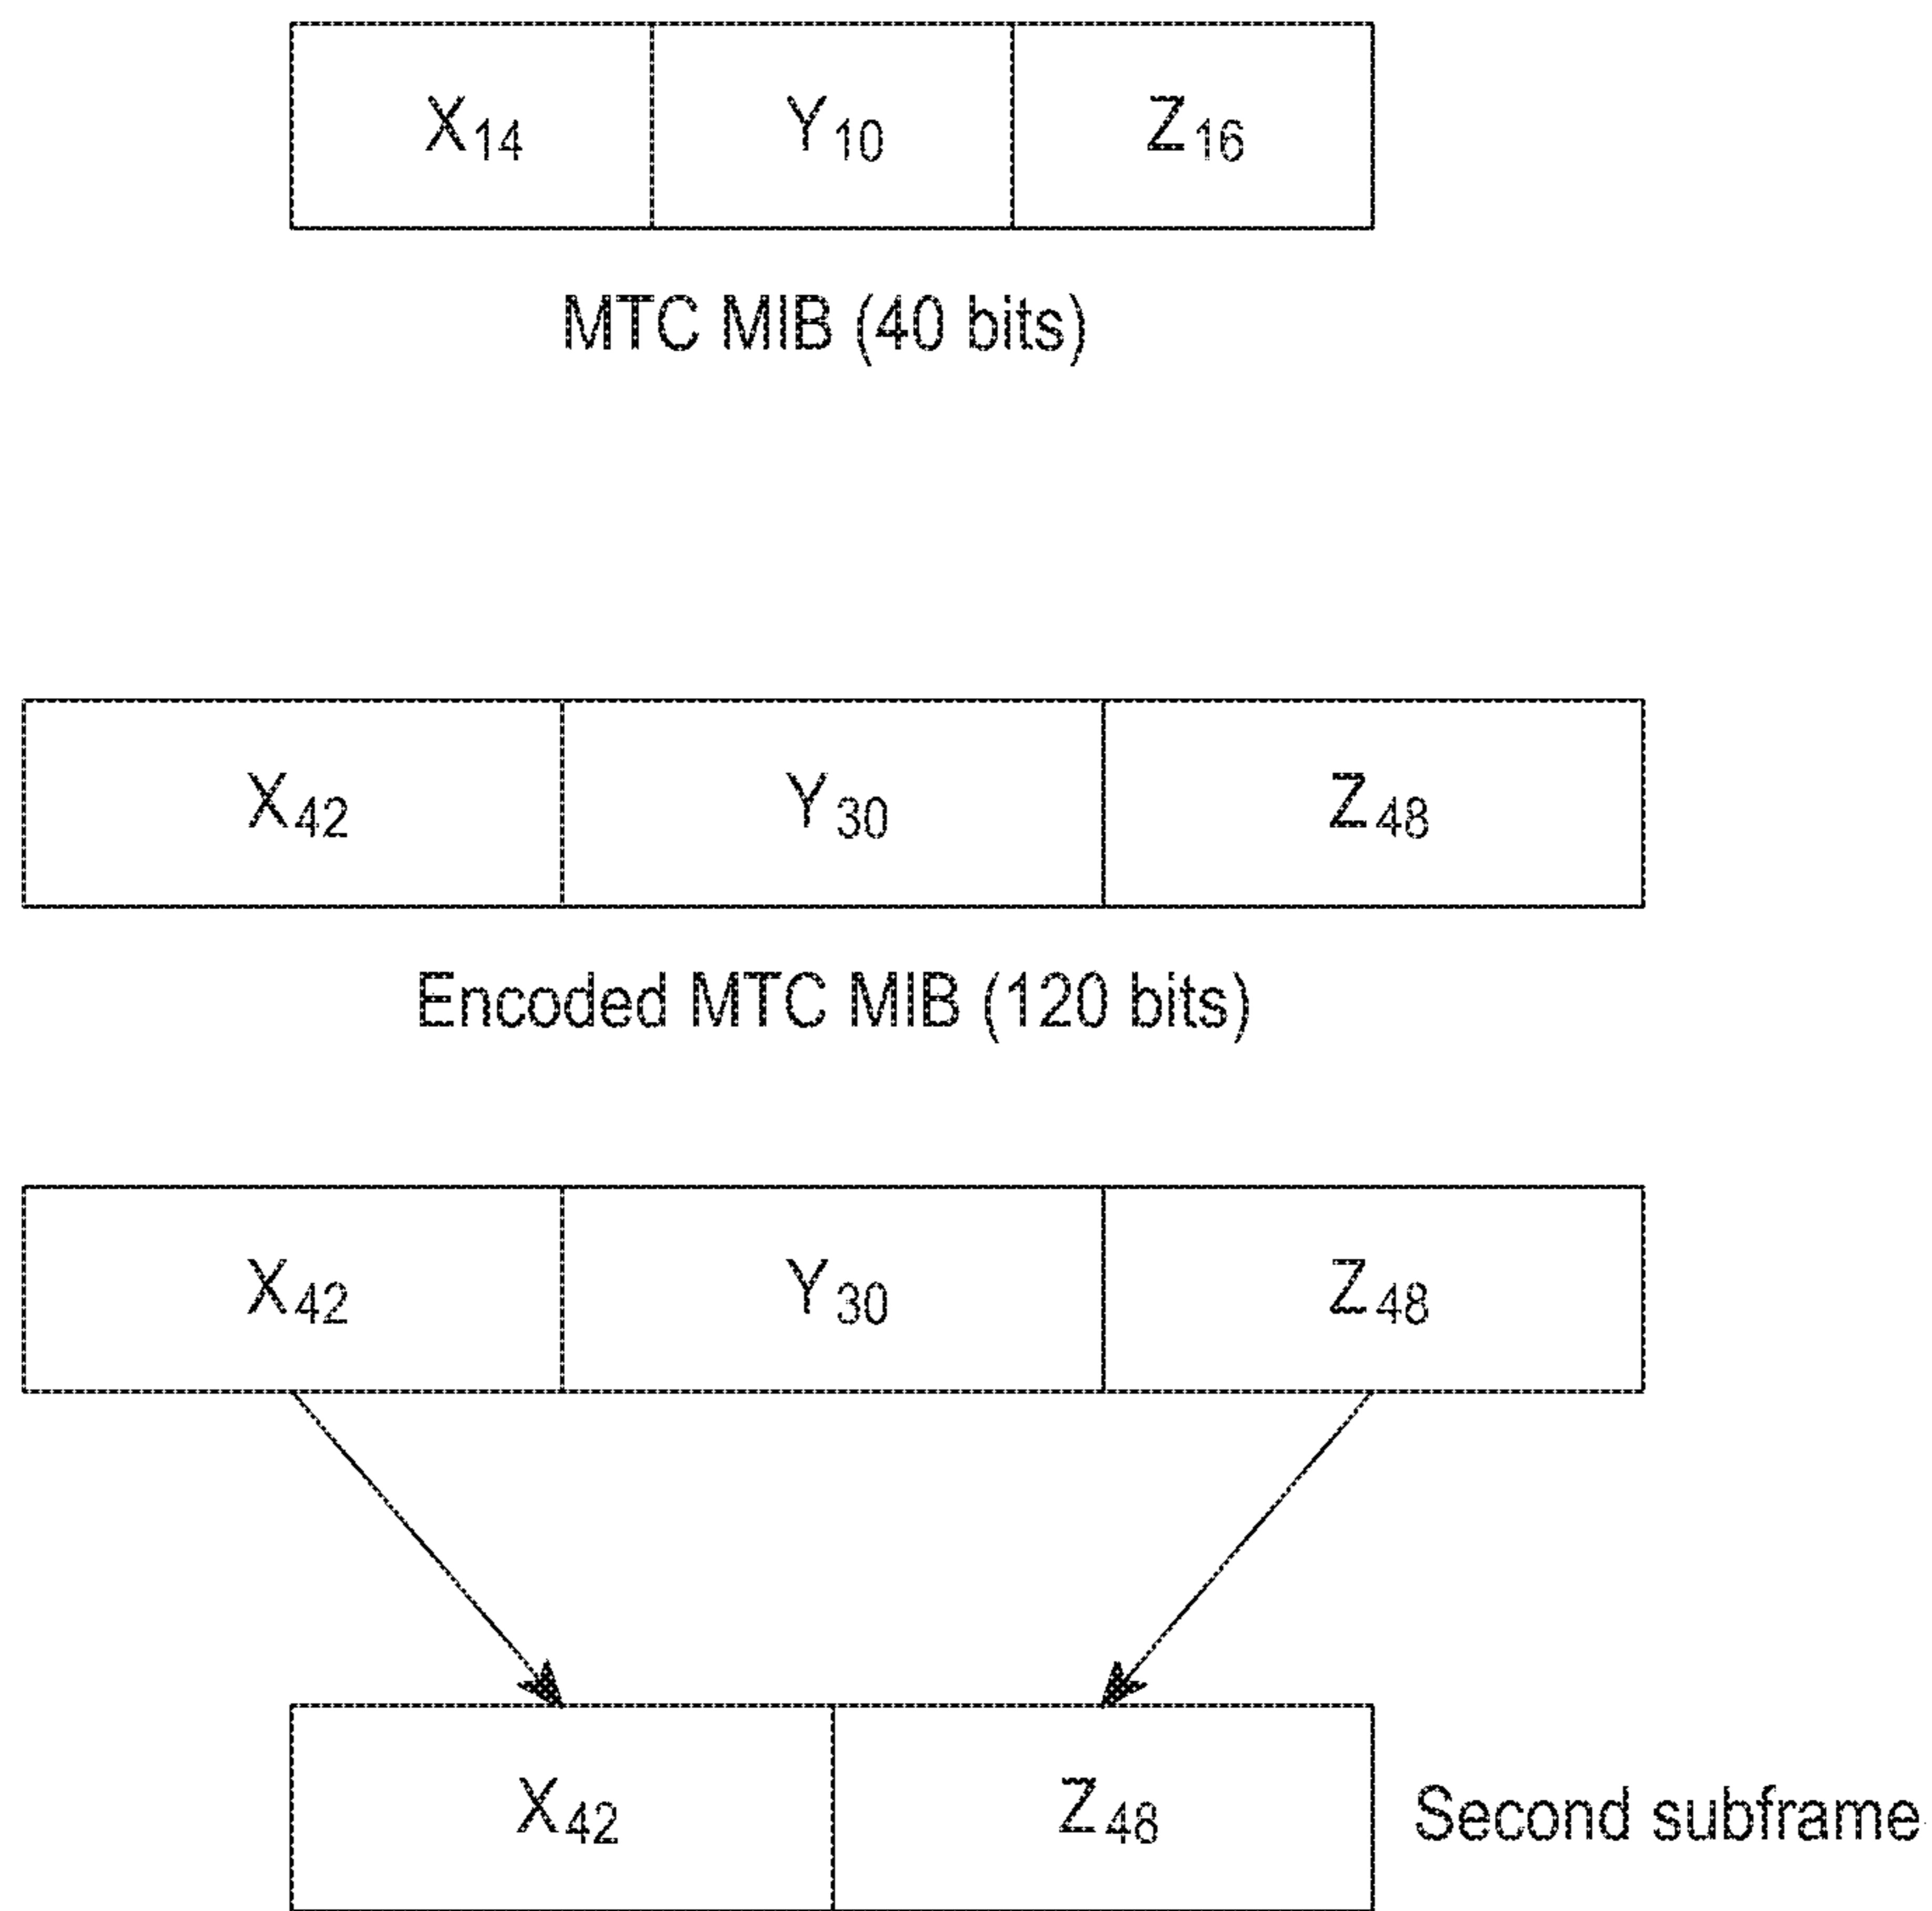 X14 Y10 Z16
MTC MIB (40 bits)
X42 Y30 Z48
Encoded MTC MIB (120 bits)
X42 Y30 Z48
X42 Z48 Second subframe